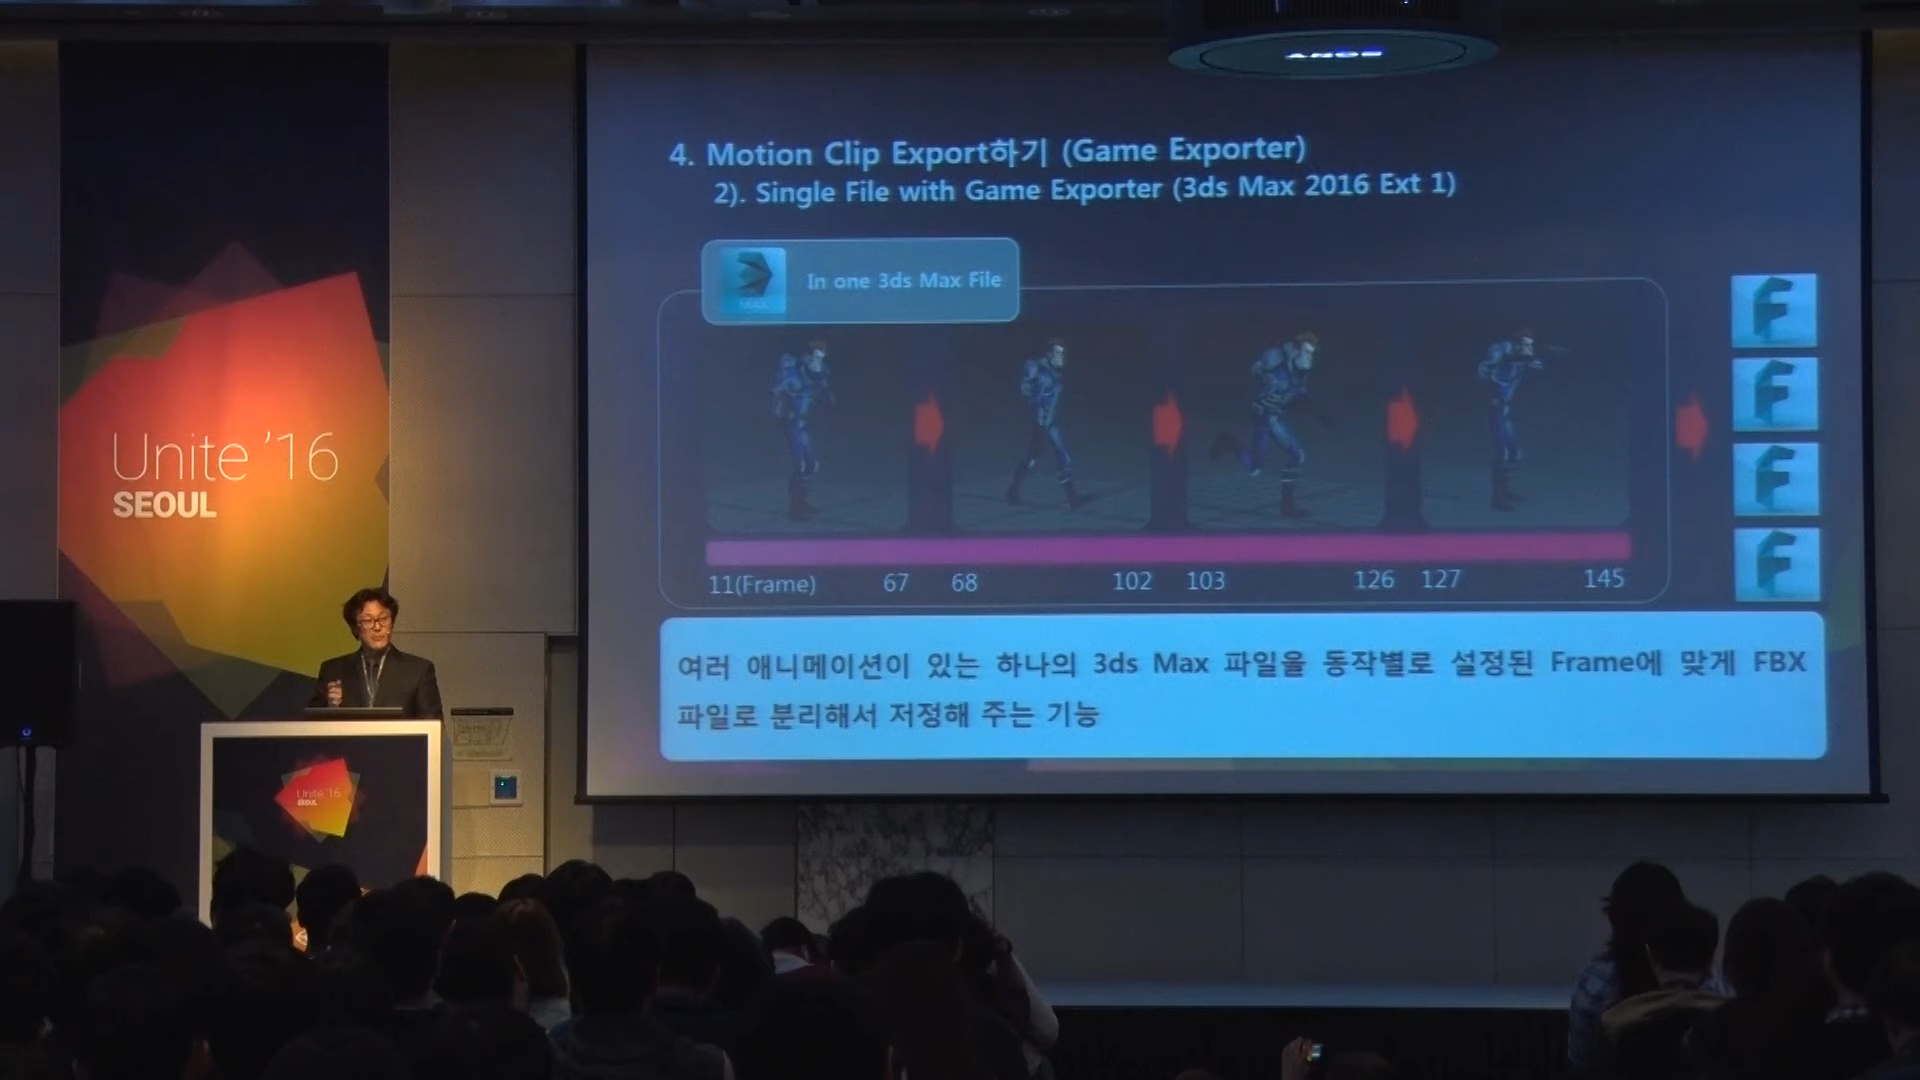 4. Motion Clip Export하기 (Game Exporter)
2). Single File with Game Exporter (3ds Max 2016 Ext 1)
In one 3ds Max File
MAX
11(Frame) 67 68 102 103 126 127 145
여러 애니메이션이 있는 하나의 3ds Max 파일을 동작별로 설정된 Frame에 맞게 FBX
파일로 분리해서 저정해 주는 기능
Unite '16
SEOUL
Unite '16
SEOUL